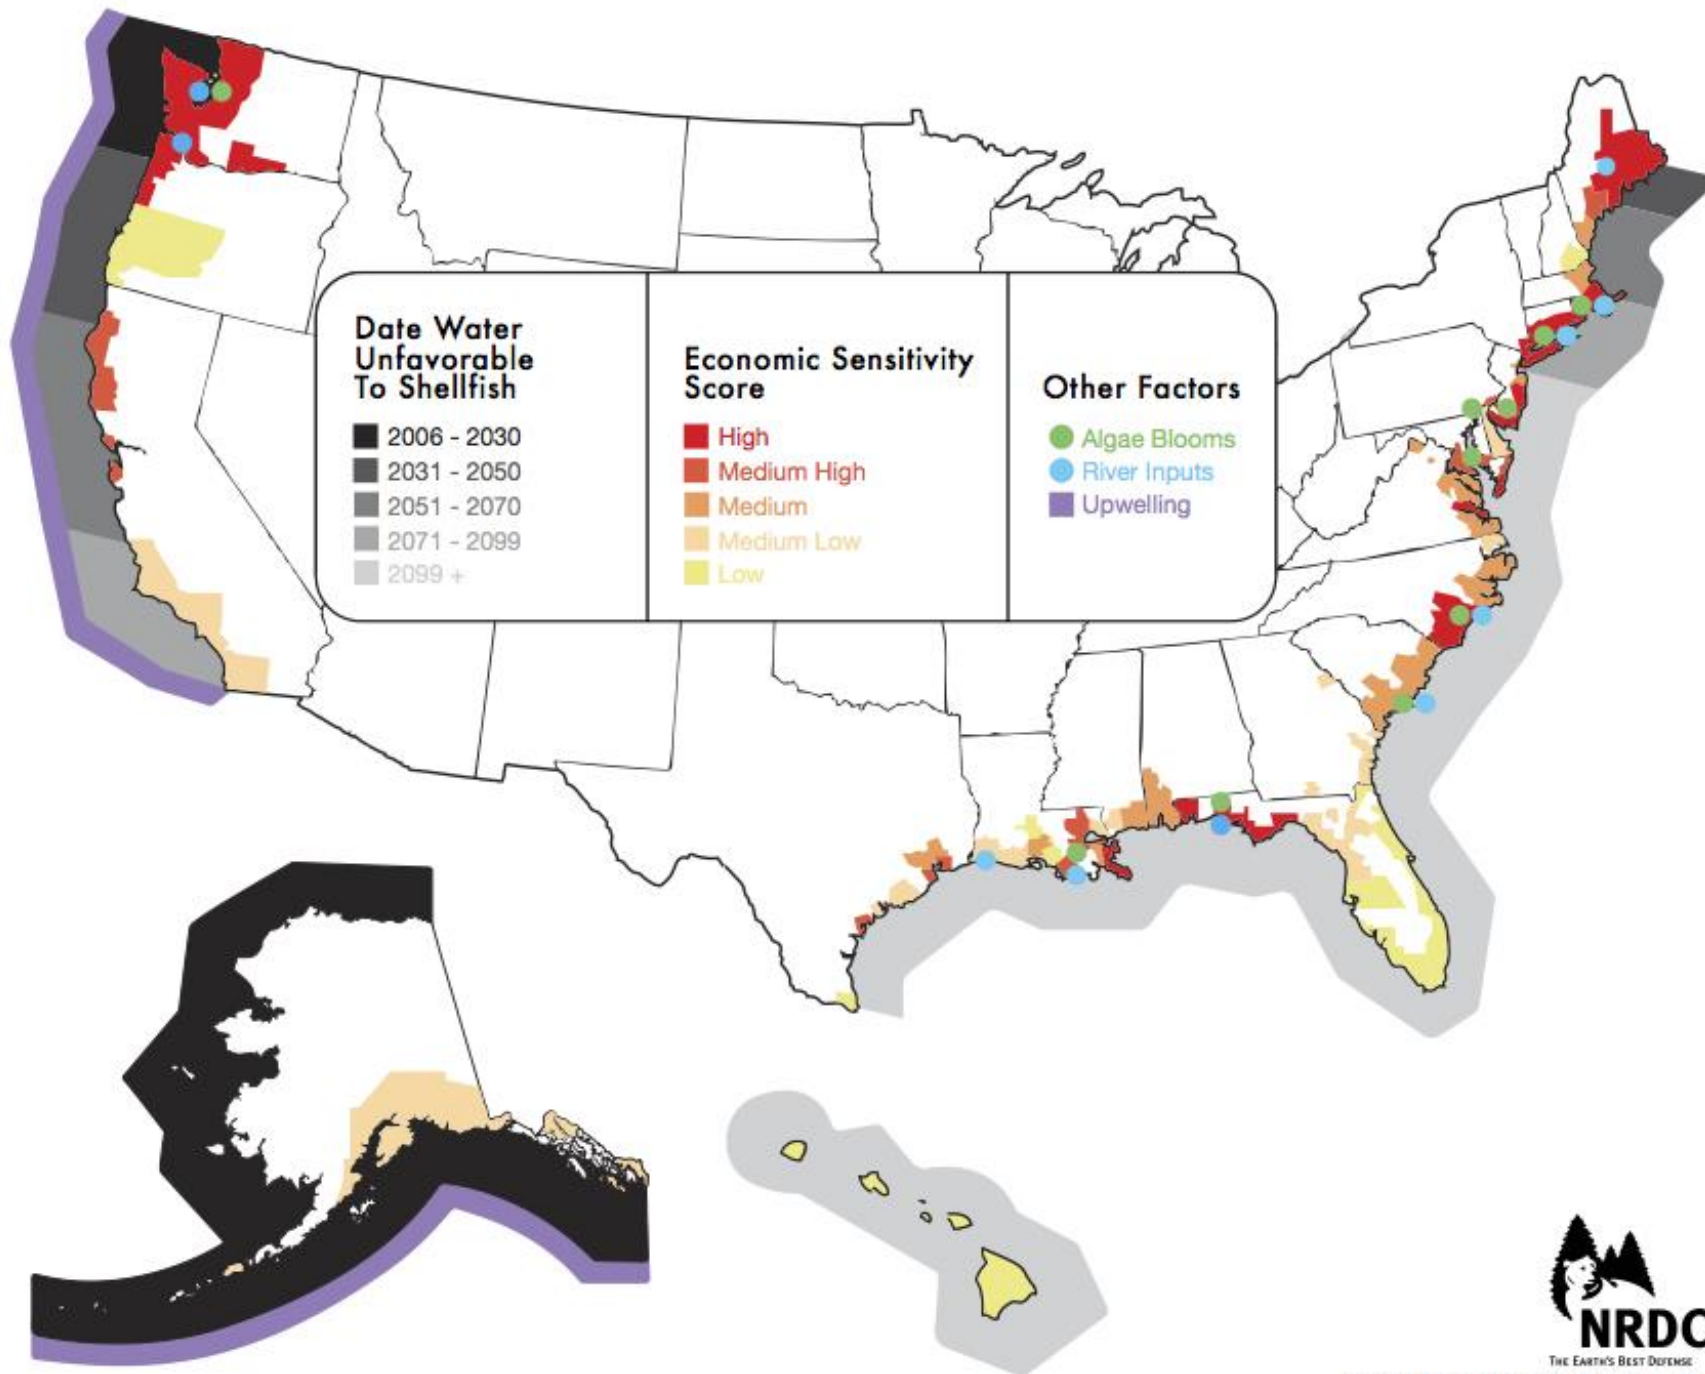 Date Water
Unfavorable
To Shellfish
2006 - 2030
2031 - 2050
2051 - 2070
2071 - 2099
2099 +
Economic Sensitivity
Score
High
Medium High
Medium
Medium Low
Low
Other Factors
Algae Blooms
River Inputs
Upwelling
NRDC
THE EARTH'S BEST DEFENSE